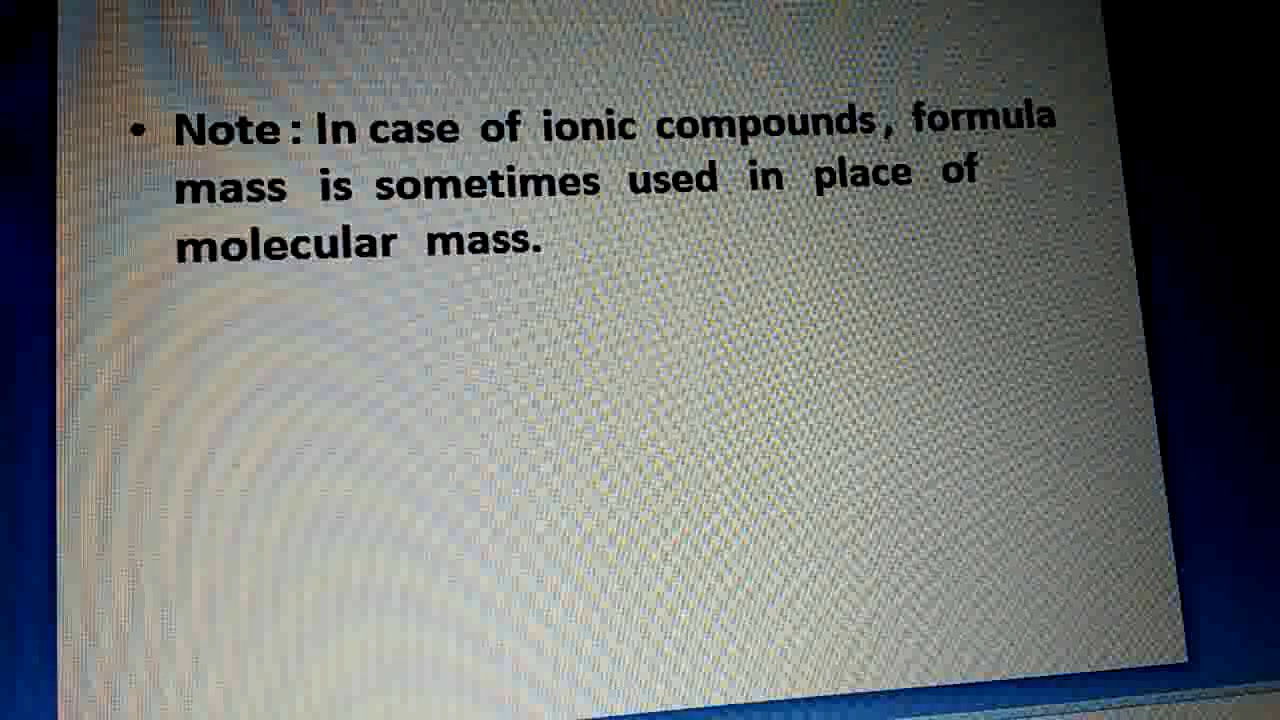 • Note : In case of ionic compounds, formula
mass is sometimes used in place of
molecular mass.